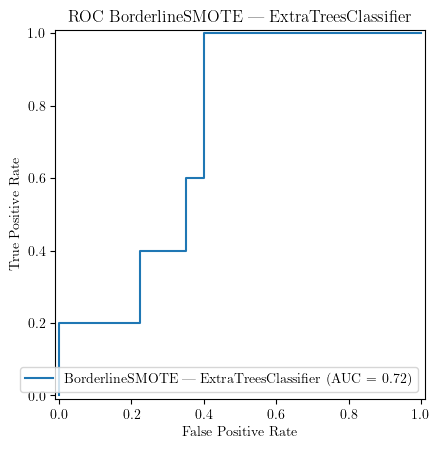 ROC BorderlineSMOTE — ExtraTreesClassifier
1.0
0.8
0.6
0.4
0.2
0.0
True Positive Rate
BorderlineSMOTE — ExtraTreesClassifier (AUC = 0.72)
0.0 0.2 0.4 0.6 0.8 1.0
False Positive Rate